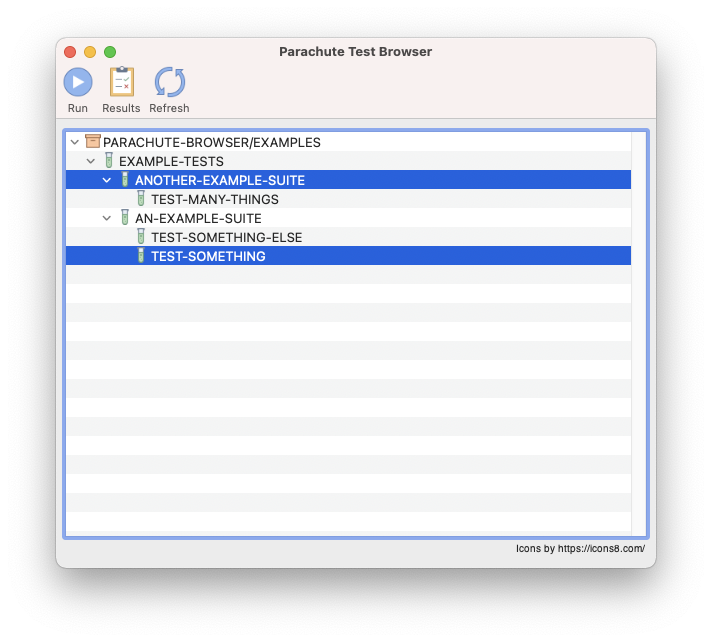 Parachute Test Browser
Run Results Refresh
PARACHUTE-BROWSER/EXAMPLES
EXAMPLE-TESTS
ANOTHER-EXAMPLE-SUITE
TEST-MANY-THINGS
AN-EXAMPLE-SUITE
TEST-SOMETHING-ELSE
TEST-SOMETHING
Icons by https://icons8.com/